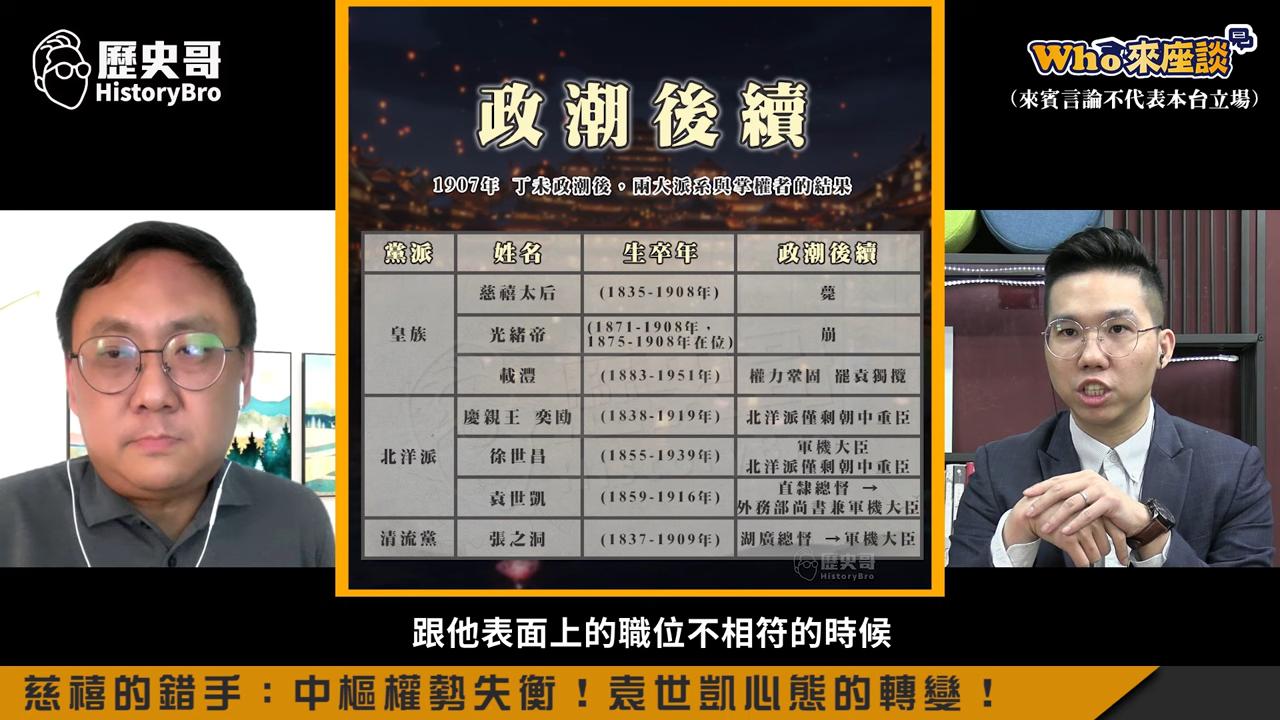 歷史哥
HistoryBro
Who來座談
（來賓言論不代表本台立場）
政潮後續
1907年 丁未政潮後，兩大派系與掌權者的結果
黨派 姓名 生卒年 政潮後續
皇族 慈禧太后 (1835-1908年) 薨
光緒帝 (1871-1908年，
1875-1908年在位) 崩
載灃 (1883-1951年) 權力鞏固 罷袁獨攬
北洋派 慶親王 奕劻 (1838-1919年) 北洋派僅剩朝中重臣
徐世昌 (1855-1939年) 軍機大臣
北洋派僅剩朝中重臣
袁世凱 (1859-1916年) 直隸總督 →
外務部尚書兼軍機大臣
清流黨 張之洞 (1837-1909年) 湖廣總督 →軍機大臣
歷史哥
HistoryBro
跟他表面上的職位不相符的時候
慈禧的錯手：中樞權勢失衡！袁世凱心態的轉變！